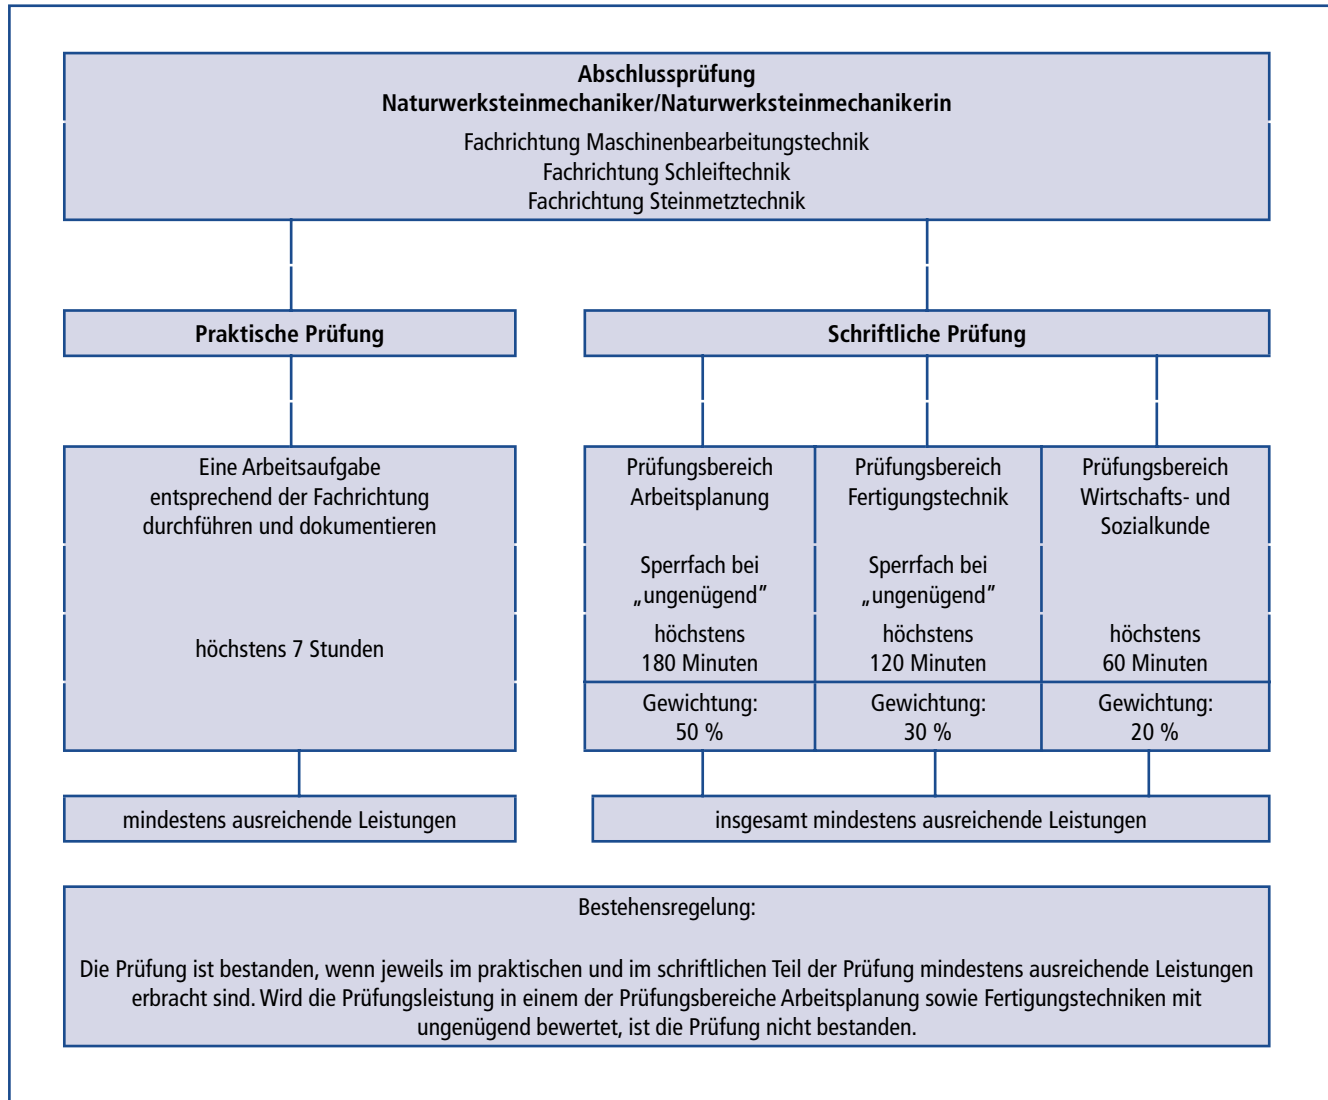 Abschlussprüfung
Naturwerksteinmechaniker/Naturwerksteinmechanikerin
Fachrichtung Maschinenbearbeitungstechnik
Fachrichtung Schleiftechnik
Fachrichtung Steinmetztechnik
Praktische Prüfung
Schriftliche Prüfung
Eine Arbeitsaufgabe
entsprechend der Fachrichtung
durchführen und dokumentieren
höchstens 7 Stunden
Prüfungsbereich
Arbeitsplanung
Sperrfach bei
„ungenügend“
höchstens
180 Minuten
Gewichtung:
50 %
Prüfungsbereich
Fertigungstechnik
Sperrfach bei
„ungenügend“
höchstens
120 Minuten
Gewichtung:
30 %
Prüfungsbereich
Wirtschafts- und
Sozialkunde
höchstens
60 Minuten
Gewichtung:
20 %
mindestens ausreichende Leistungen
insgesamt mindestens ausreichende Leistungen
Bestehensregelung:
Die Prüfung ist bestanden, wenn jeweils im praktischen und im schriftlichen Teil der Prüfung mindestens ausreichende Leistungen
erbracht sind. Wird die Prüfungsleistung in einem der Prüfungsbereiche Arbeitsplanung sowie Fertigungstechniken mit
ungenügend bewertet, ist die Prüfung nicht bestanden.